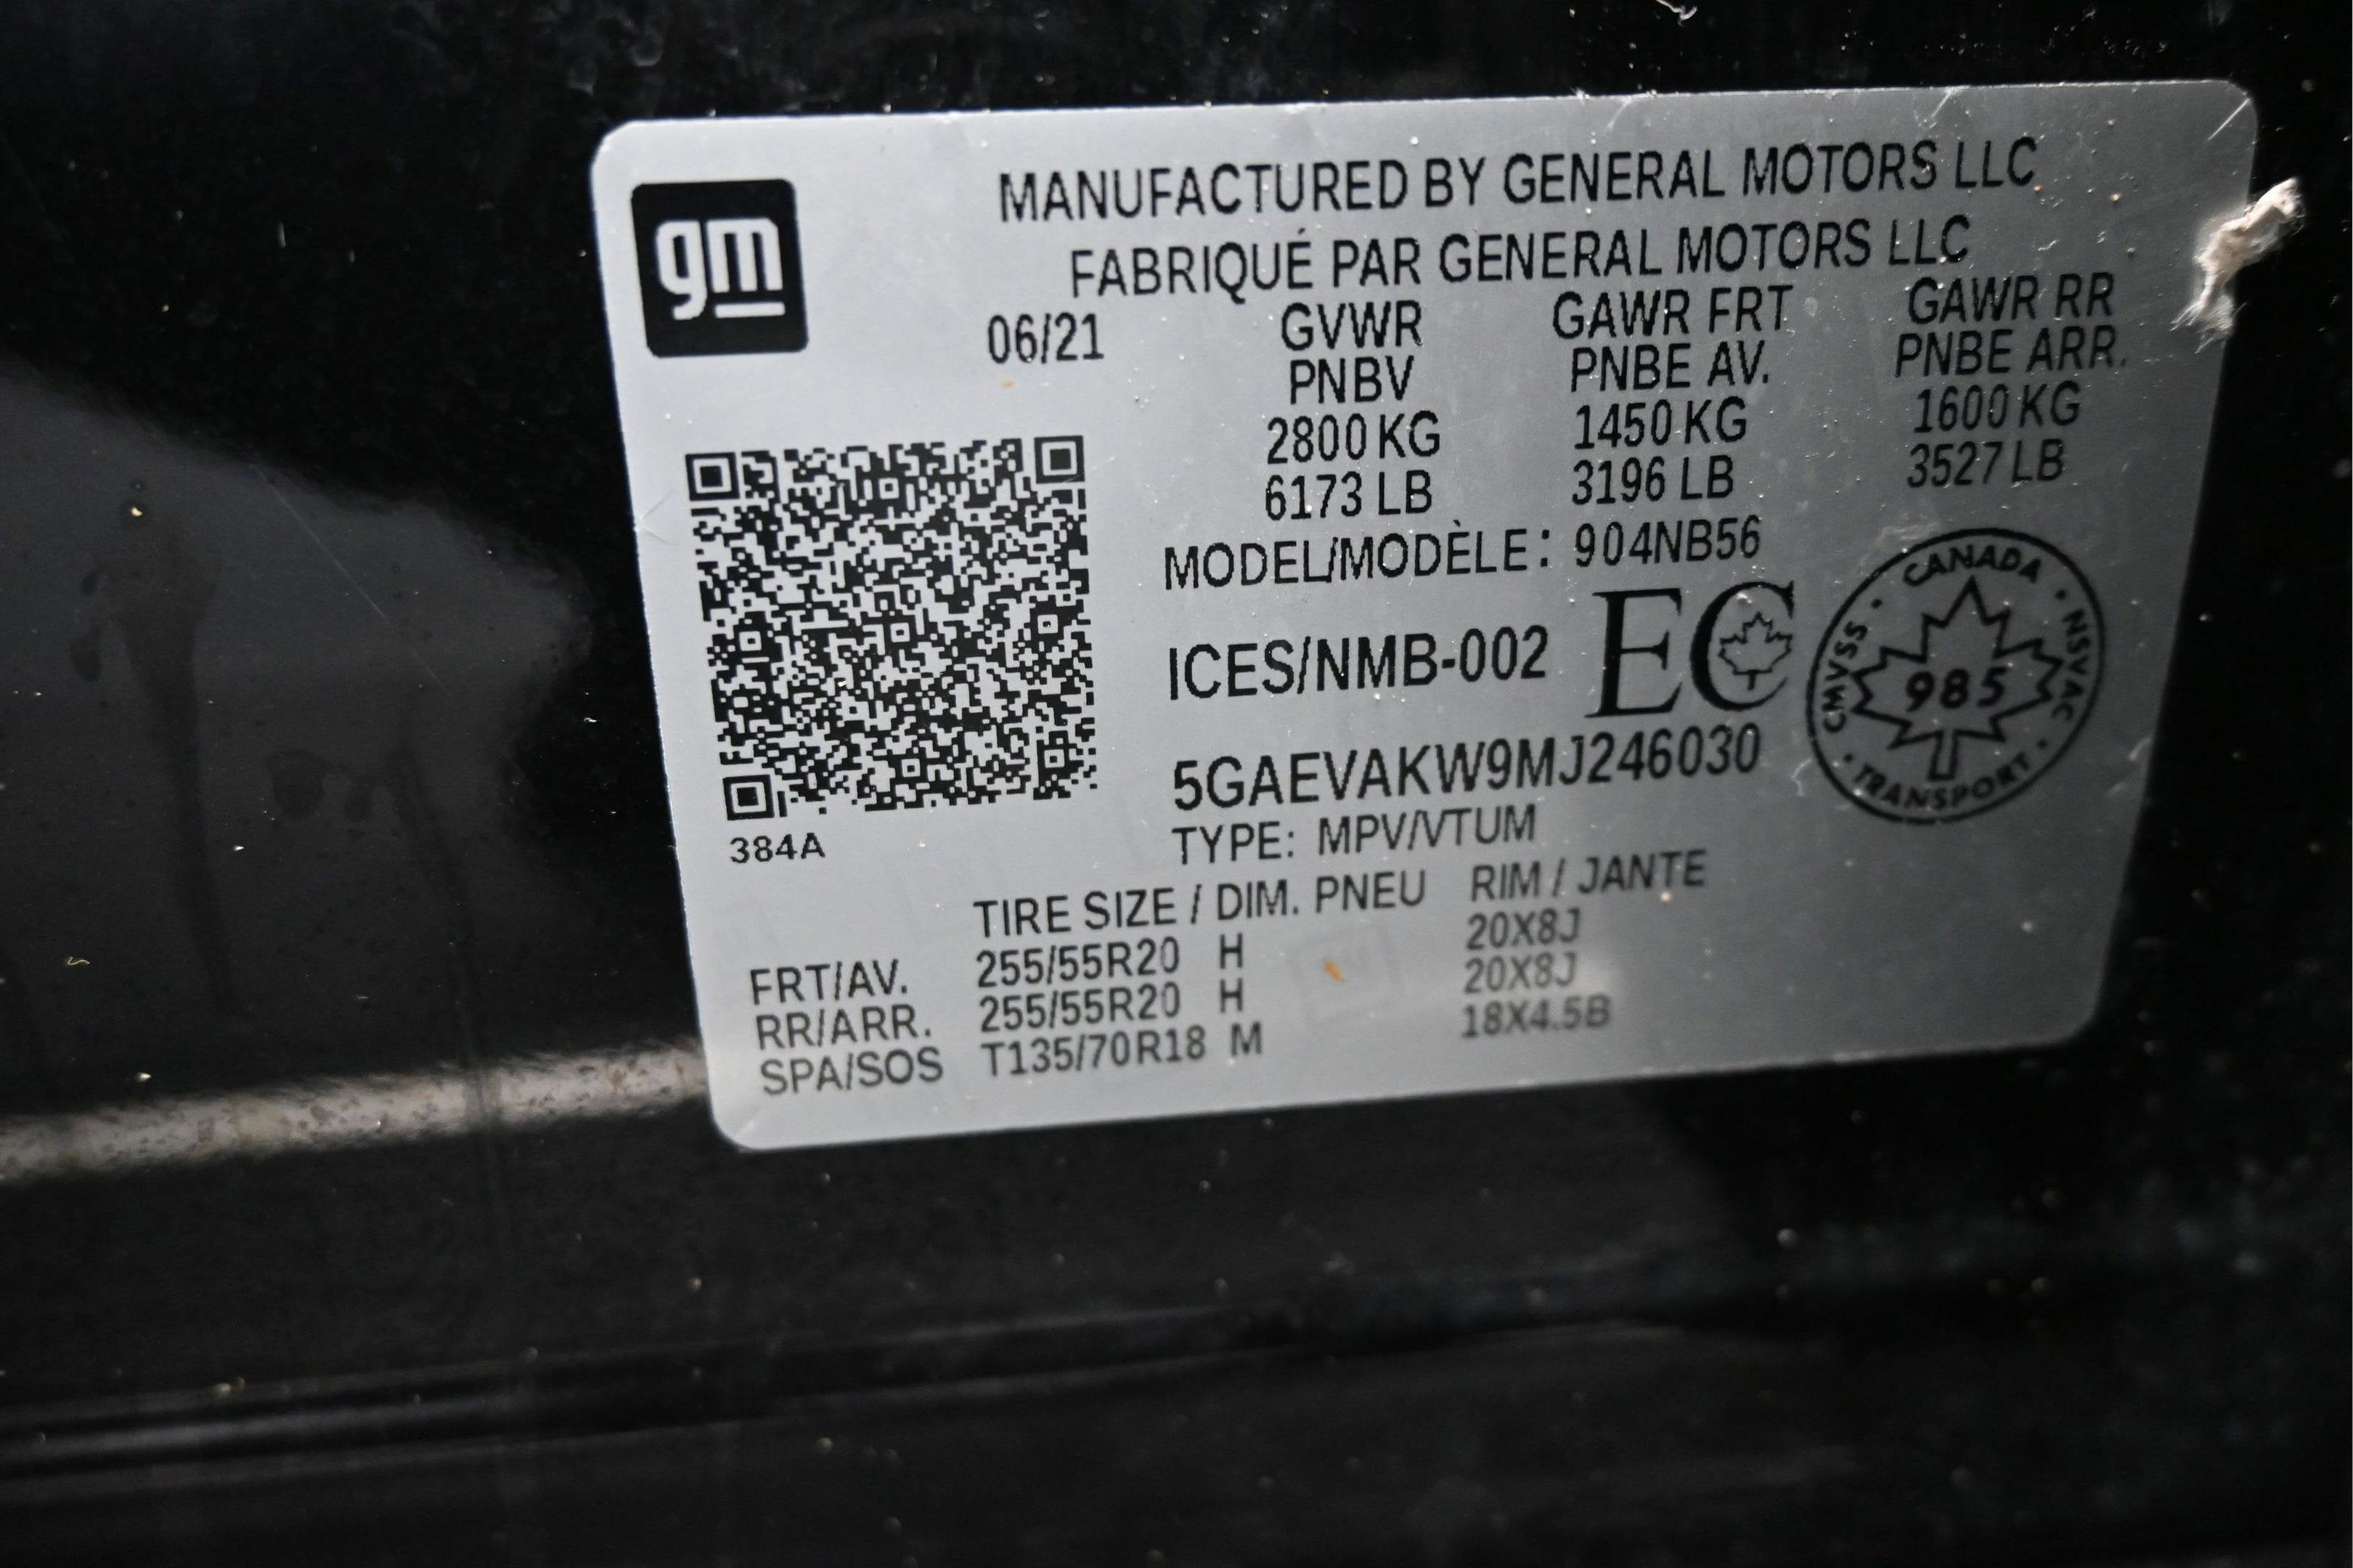 gm
MANUFACTURED BY GENERAL MOTORS LLC
FABRIQUÉ PAR GENERAL MOTORS LLC
06/21 GVWR GAWR FRT GAWR RR
PNBV PNBE AV. PNBE ARR.
2800 KG 1450 KG 1600 KG
6173 LB 3196 LB 3527 LB
MODEL/MODÈLE: 904NB56
ICES/NMB-002 EC
CANADA · NSVAC · TRANSPORT · CMVSS ·
985
5GAEVAKW9MJ246030
TYPE: MPV/VTUM
384A
TIRE SIZE / DIM. PNEU RIM / JANTE
FRT/AV. 255/55R20 H 20X8J
RR/ARR. 255/55R20 H 20X8J
SPA/SOS T135/70R18 M 18X4.5B